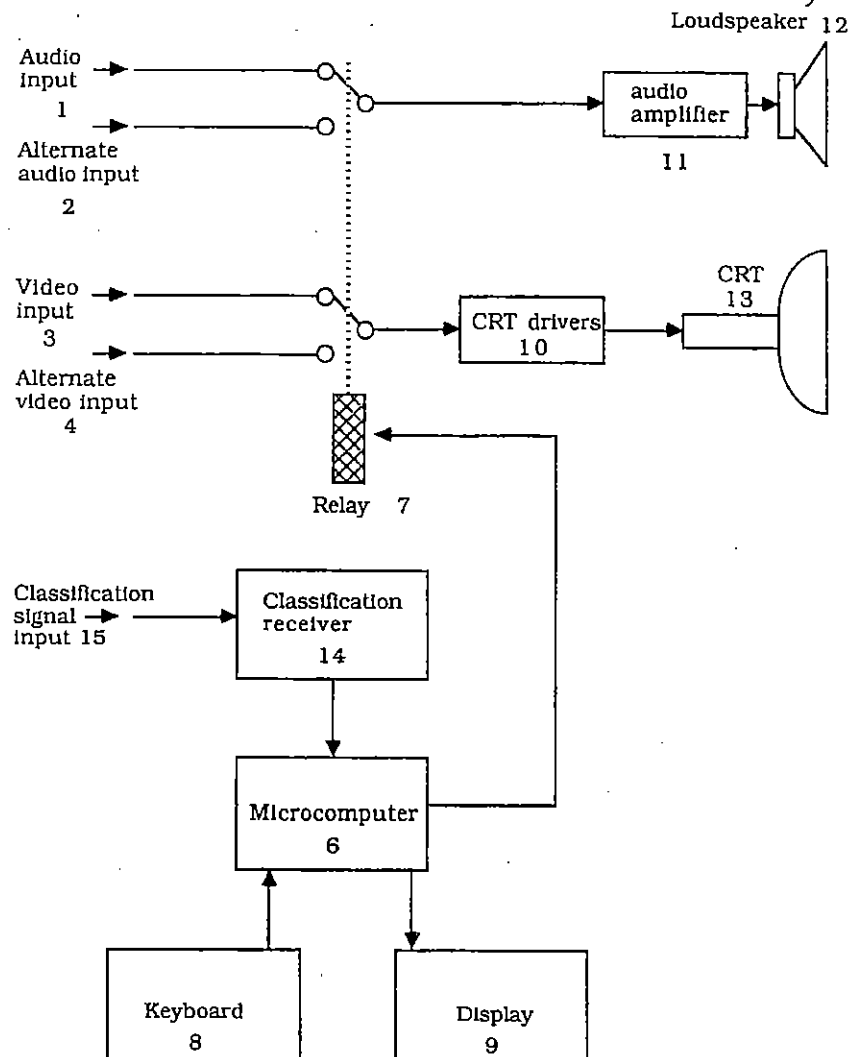 Loudspeaker 12
Audio
input
1
Alternate
audio input
2
audio
amplifier
11
Video
input
3
Alternate
video input
4
CRT drivers
10
CRT
13
Relay 7
Classification
signal
input 15
Classification
receiver
14
Microcomputer
6
Keyboard
8
Display
9